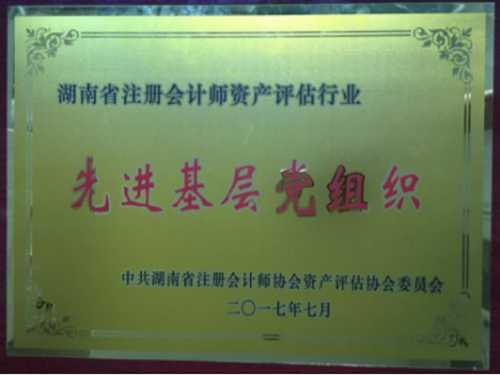 湖南省注册会计师资产评估行业
先进基层党组织
中共湖南省注册会计师协会资产评估协会委员会
二〇一七年七月